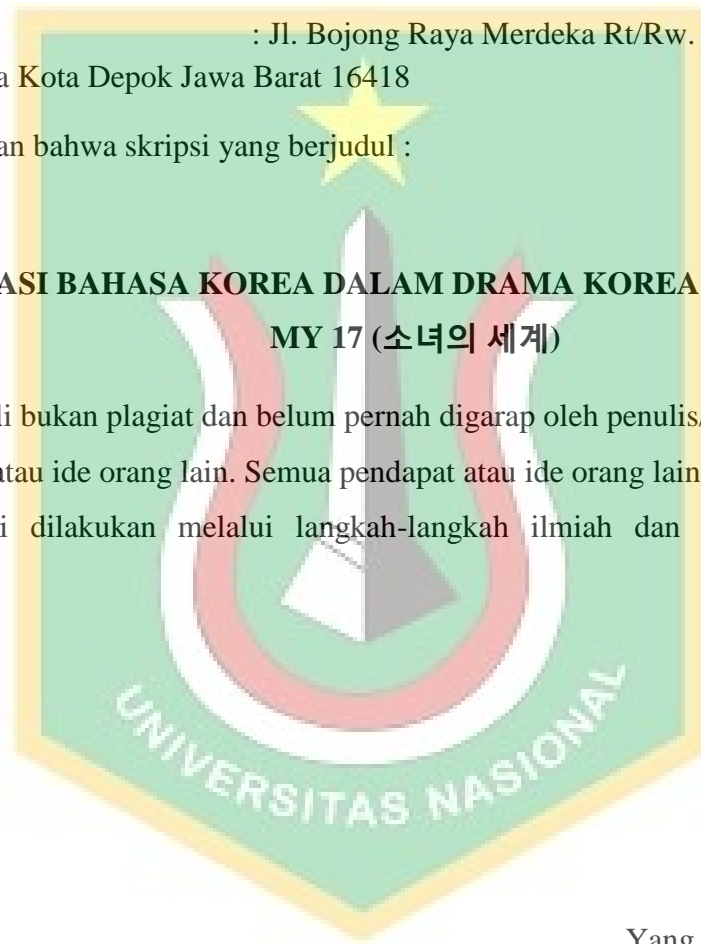 : Jl. Bojong Raya Merdeka Rt/Rw.
a Kota Depok Jawa Barat 16418
an bahwa skripsi yang berjudul :
ASI BAHASA KOREA DALAM DRAMA KOREA
MY 17 (소녀의 세계)
li bukan plagiat dan belum pernah digarap oleh penulis/
atau ide orang lain. Semua pendapat atau ide orang lain
i dilakukan melalui langkah-langkah ilmiah dan
UNIVERSITAS NASIONAL
Yang